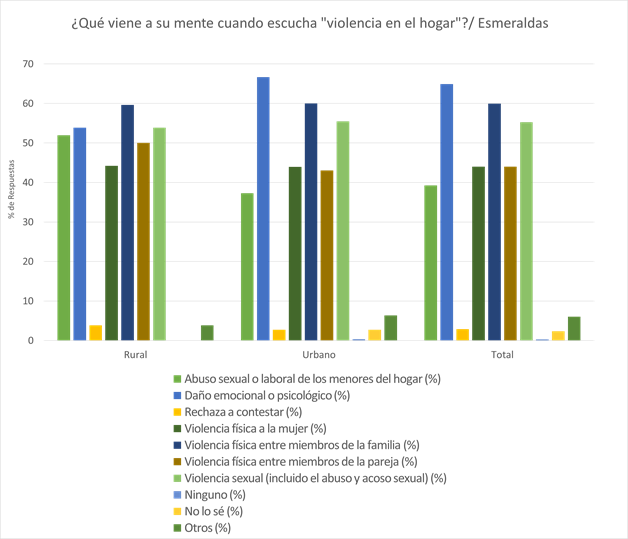 ¿Qué viene a su mente cuando escucha "violencia en el hogar"?/ Esmeraldas
70
60
50
40
30
20
10
0
% de Respuestas
Rural Urbano Total
Abuso sexual o laboral de los menores del hogar (%)
Daño emocional o psicológico (%)
Rechaza a contestar (%)
Violencia física a la mujer (%)
Violencia física entre miembros de la familia (%)
Violencia física entre miembros de la pareja (%)
Violencia sexual (incluido el abuso y acoso sexual) (%)
Ninguno (%)
No lo sé (%)
Otros (%)